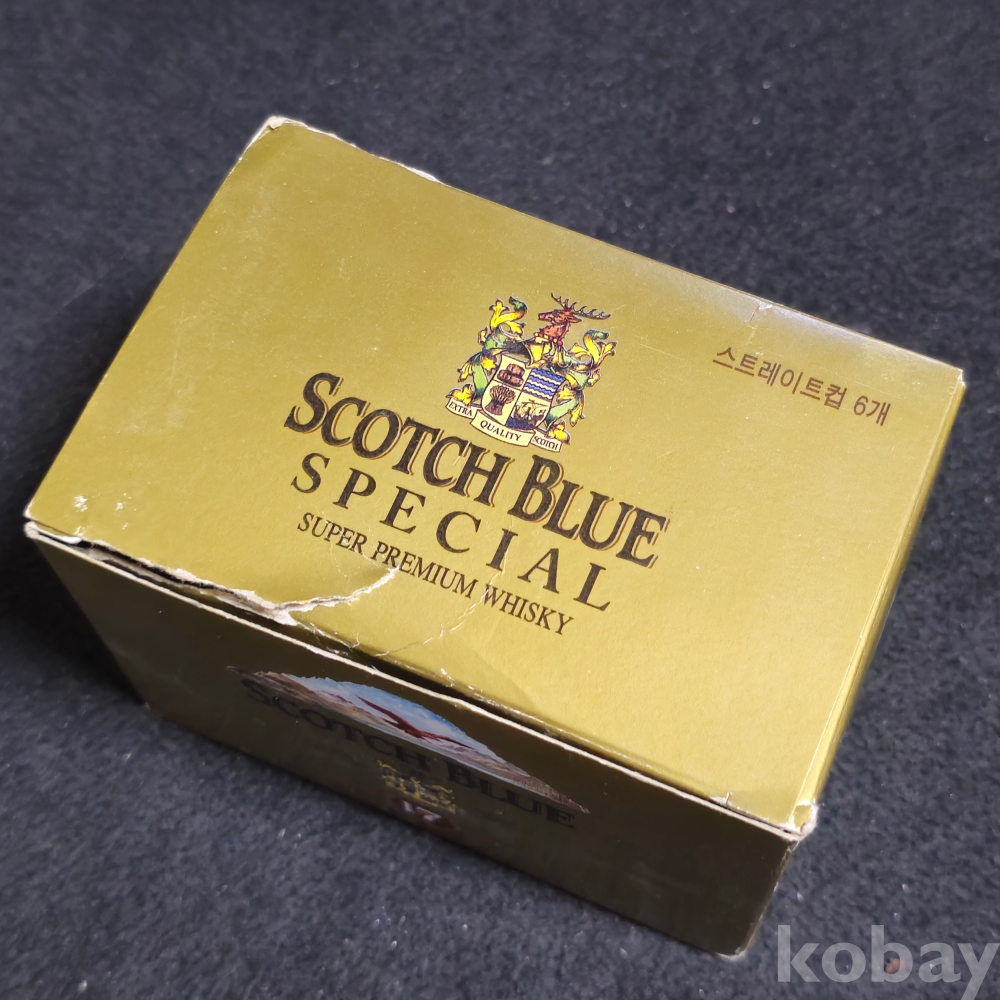 스트레이트컵 6개
EXTRA QUALITY SCOTCH
SCOTCH BLUE
SPECIAL
SUPER PREMIUM WHISKY
SCOTCH BLUE
17
kobay